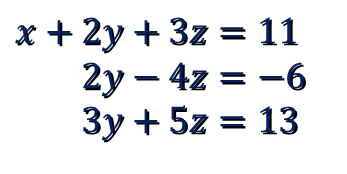 x + 2y + 3z = 11
2y − 4z = −6
3y + 5z = 13